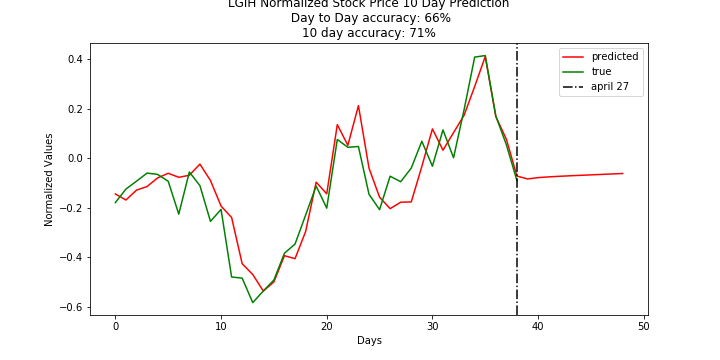 LGIH Normalized Stock Price 10 Day Prediction
Day to Day accuracy: 66%
10 day accuracy: 71%
predicted
true
april 27
Normalized Values
0.4
0.2
0.0
−0.2
−0.4
−0.6
0
10
20
30
40
50
Days